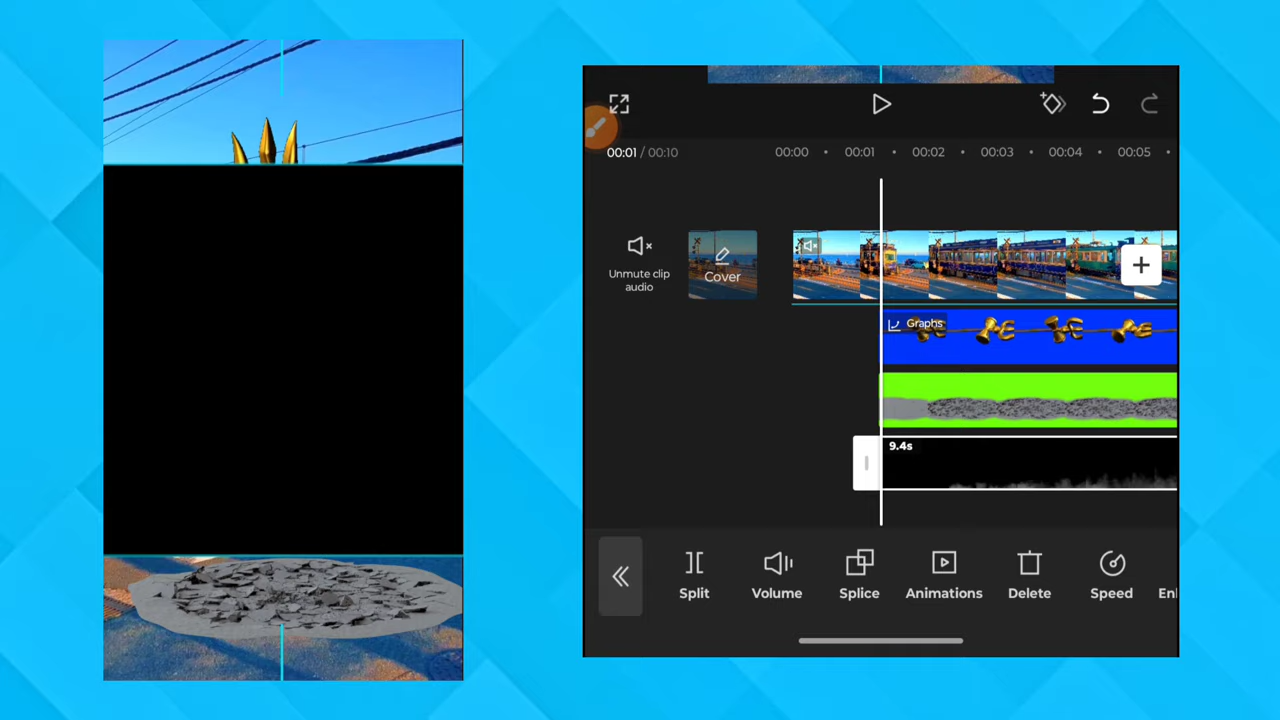 00:01 / 00:10
00:00 • 00:01 • 00:02 • 00:03 • 00:04 • 00:05 •
Unmute clip
audio
Cover
Graphs
9.4s
Split
Volume
Splice
Animations
Delete
Speed
En